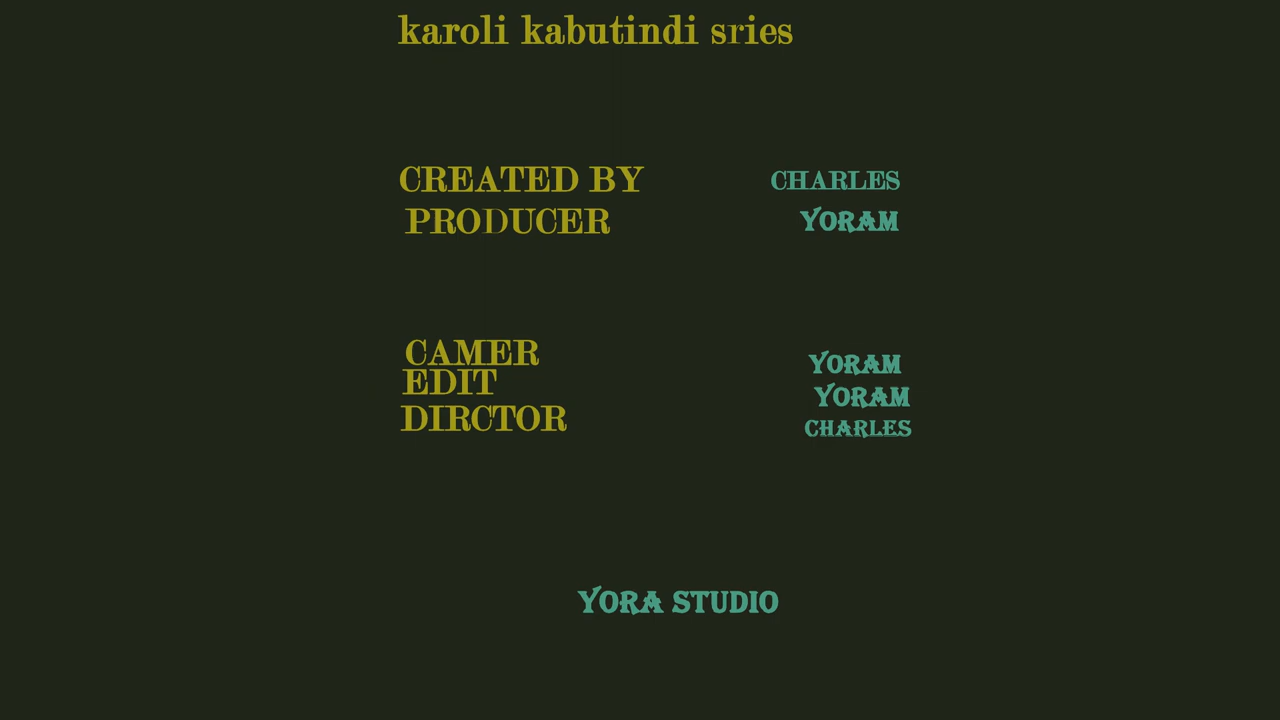 karoli kabutindi sries
CREATED BY CHARLES
PRODUCER YORAM
CAMER YORAM
EDIT YORAM
DIRCTOR CHARLES
YORA STUDIO